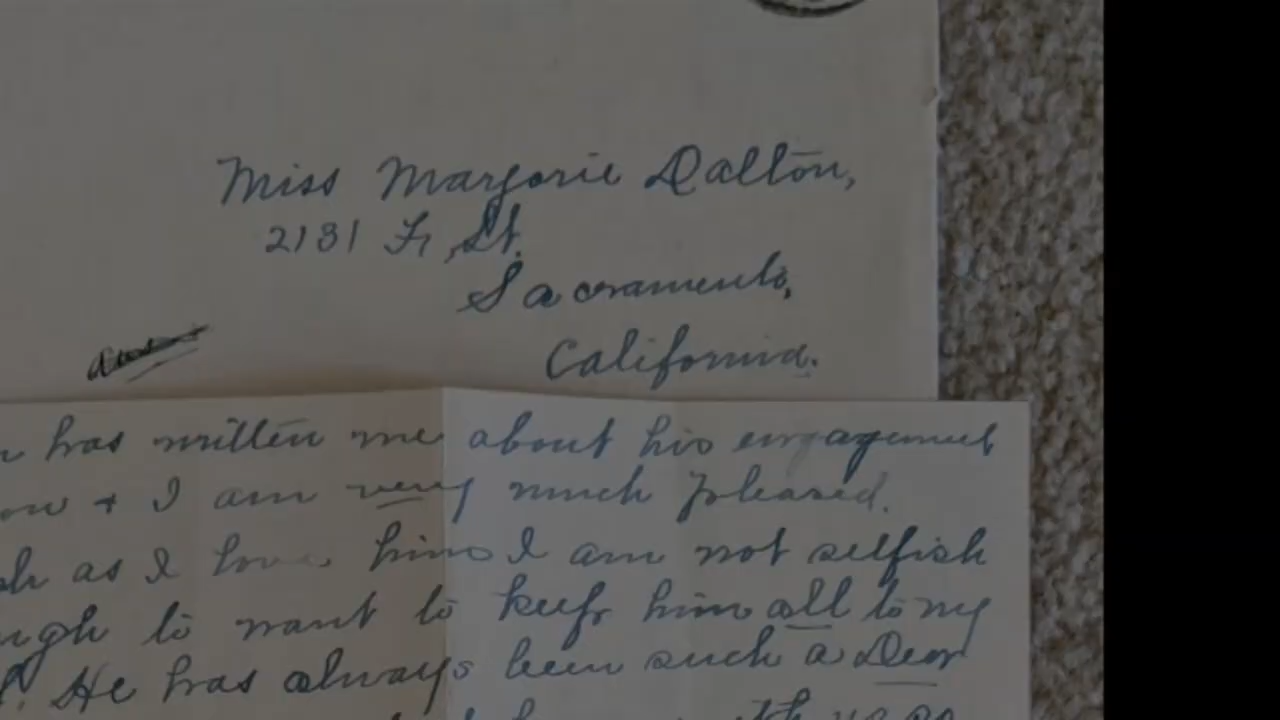 Miss Marjorie Dalton,
2131 St.
Sacramento,
California.
has written me about his engagement
+ I am very much pleased.
as I love him I am not selfish
to want to keep him all to my
He has always been such a Dear